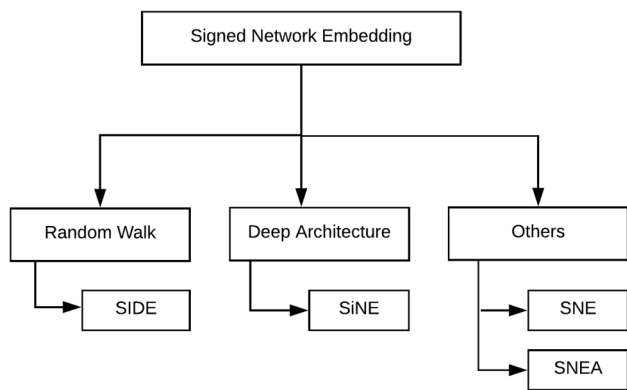 Signed Network Embedding
Random Walk
Deep Architecture
Others
SIDE
SiNE
SNE
SNEA